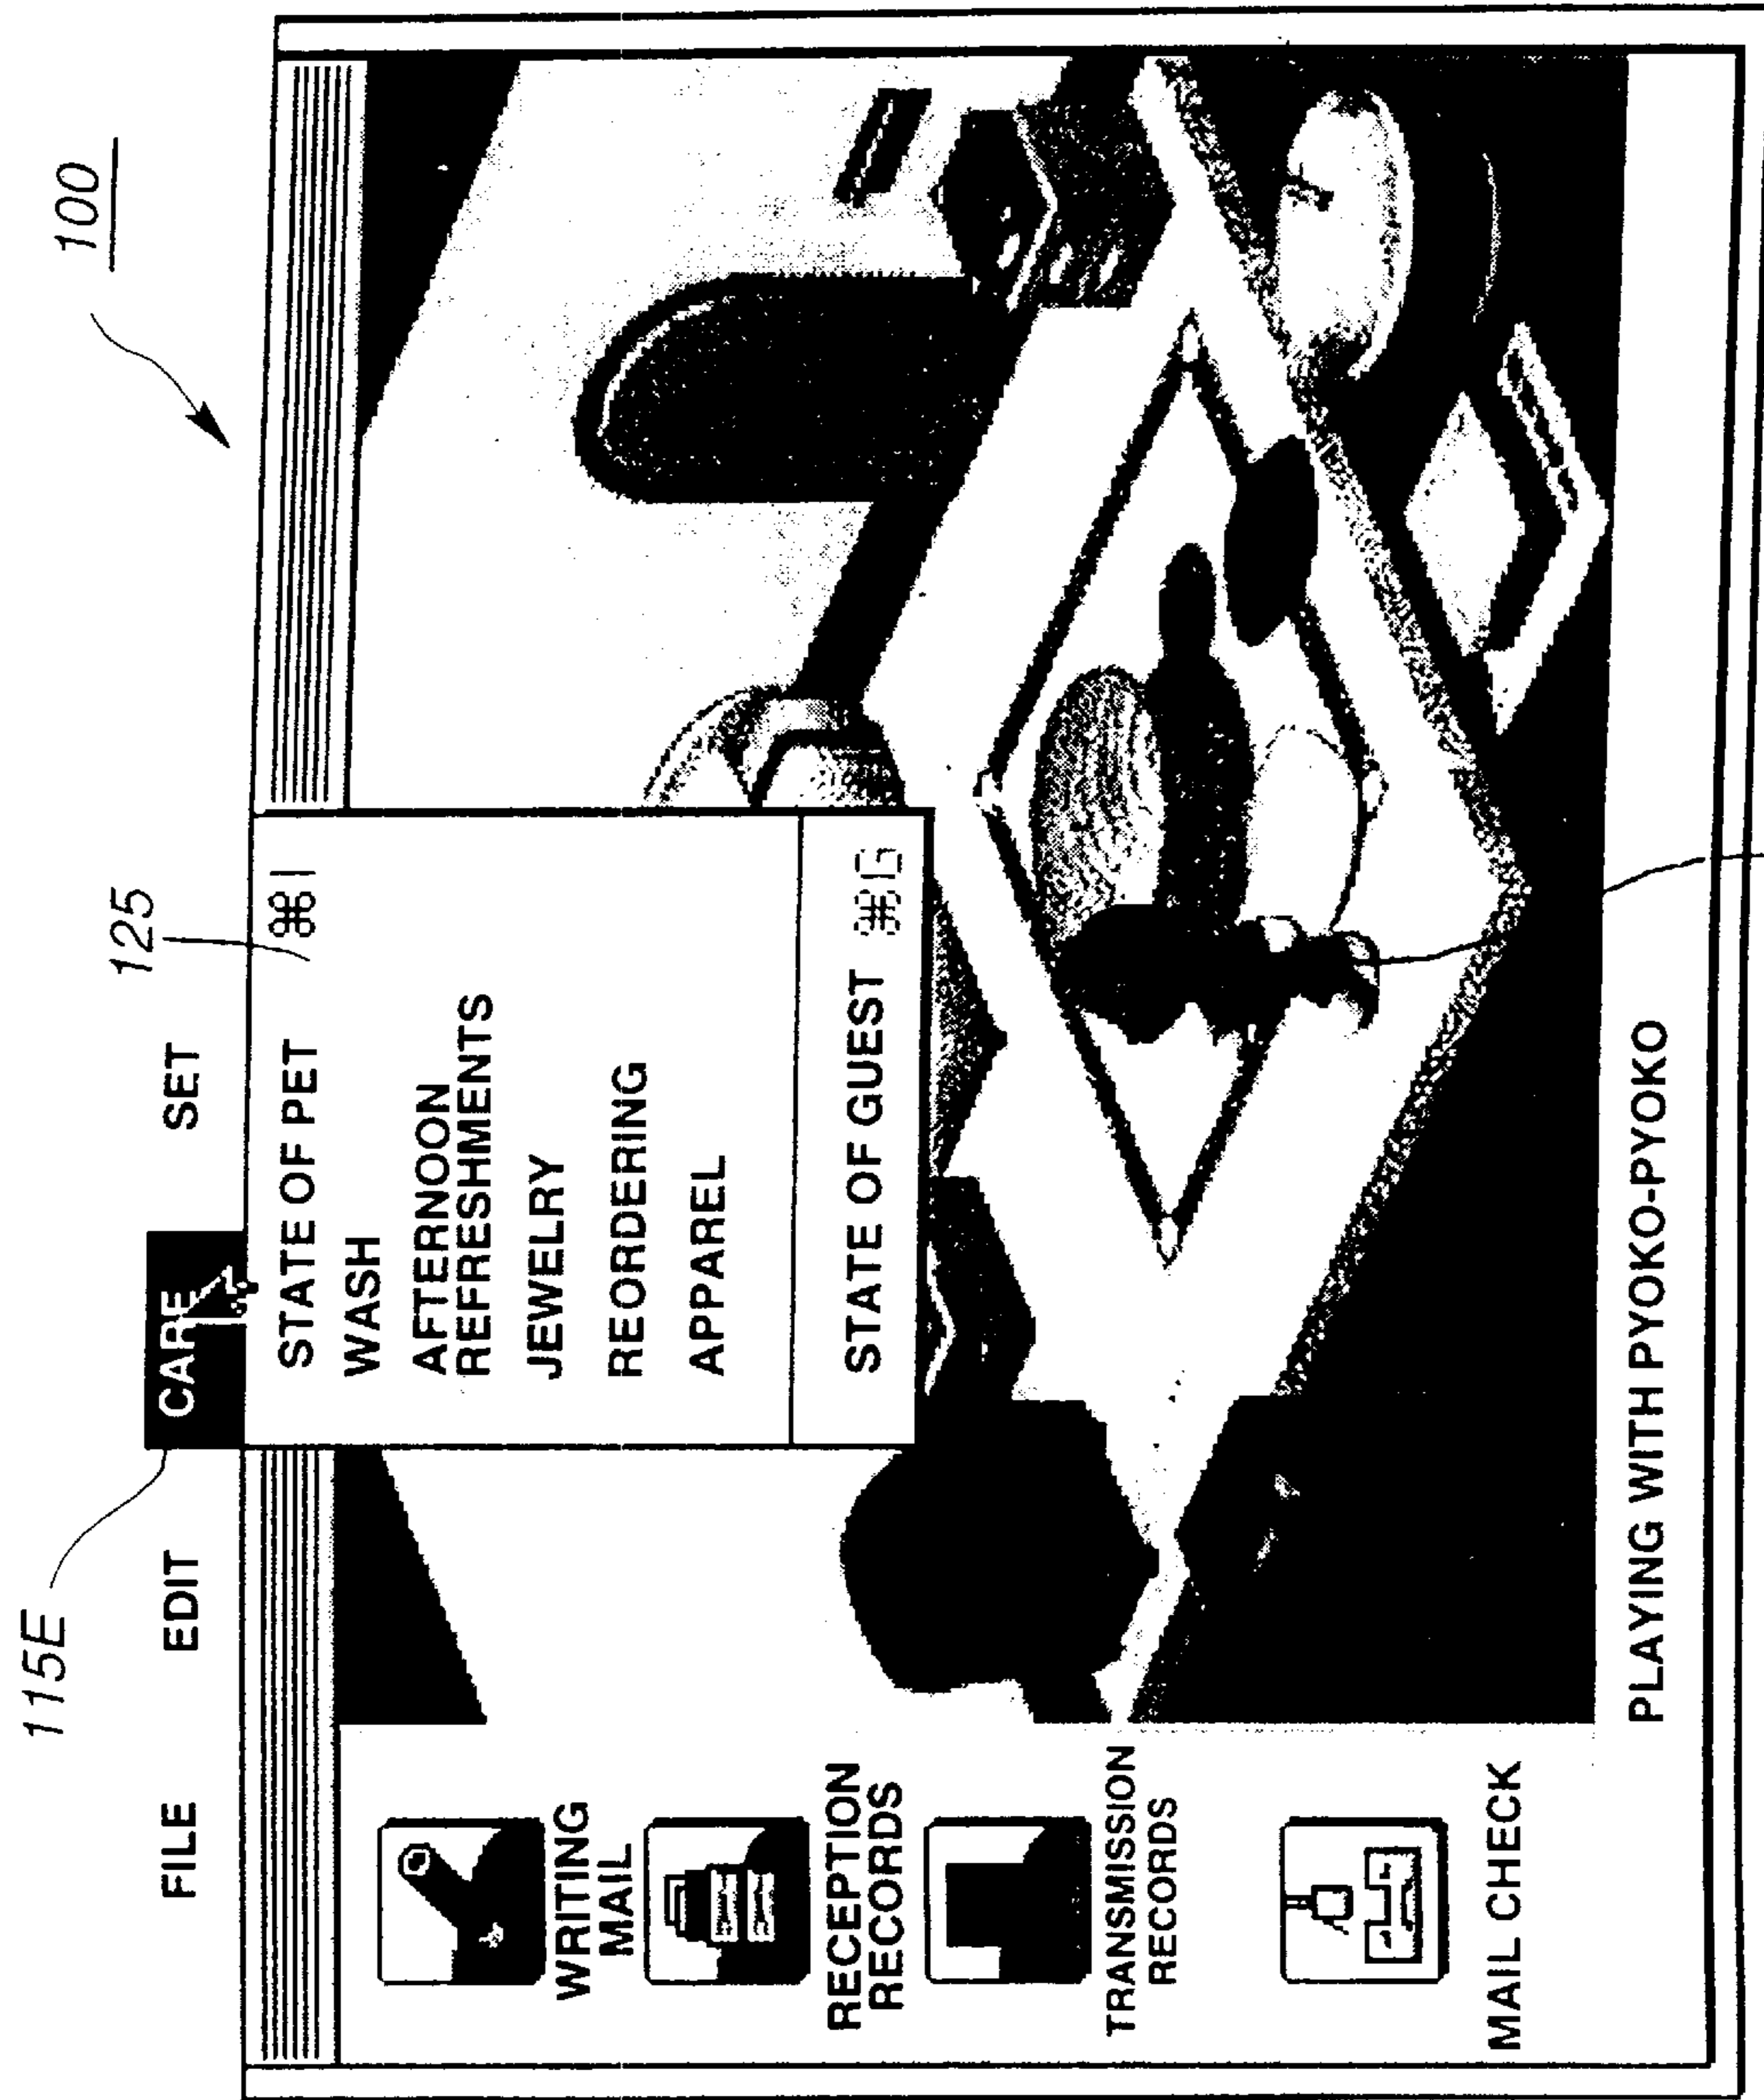 100
115E
125
FILE
EDIT
CARE
SET
STATE OF PET ⌘I
WASH
AFTERNOON
REFRESHMENTS
JEWELRY
REORDERING
APPAREL
STATE OF GUEST ⌘G
WRITING
MAIL
RECEPTION
RECORDS
TRANSMISSION
RECORDS
MAIL CHECK
PLAYING WITH PYOKO-PYOKO